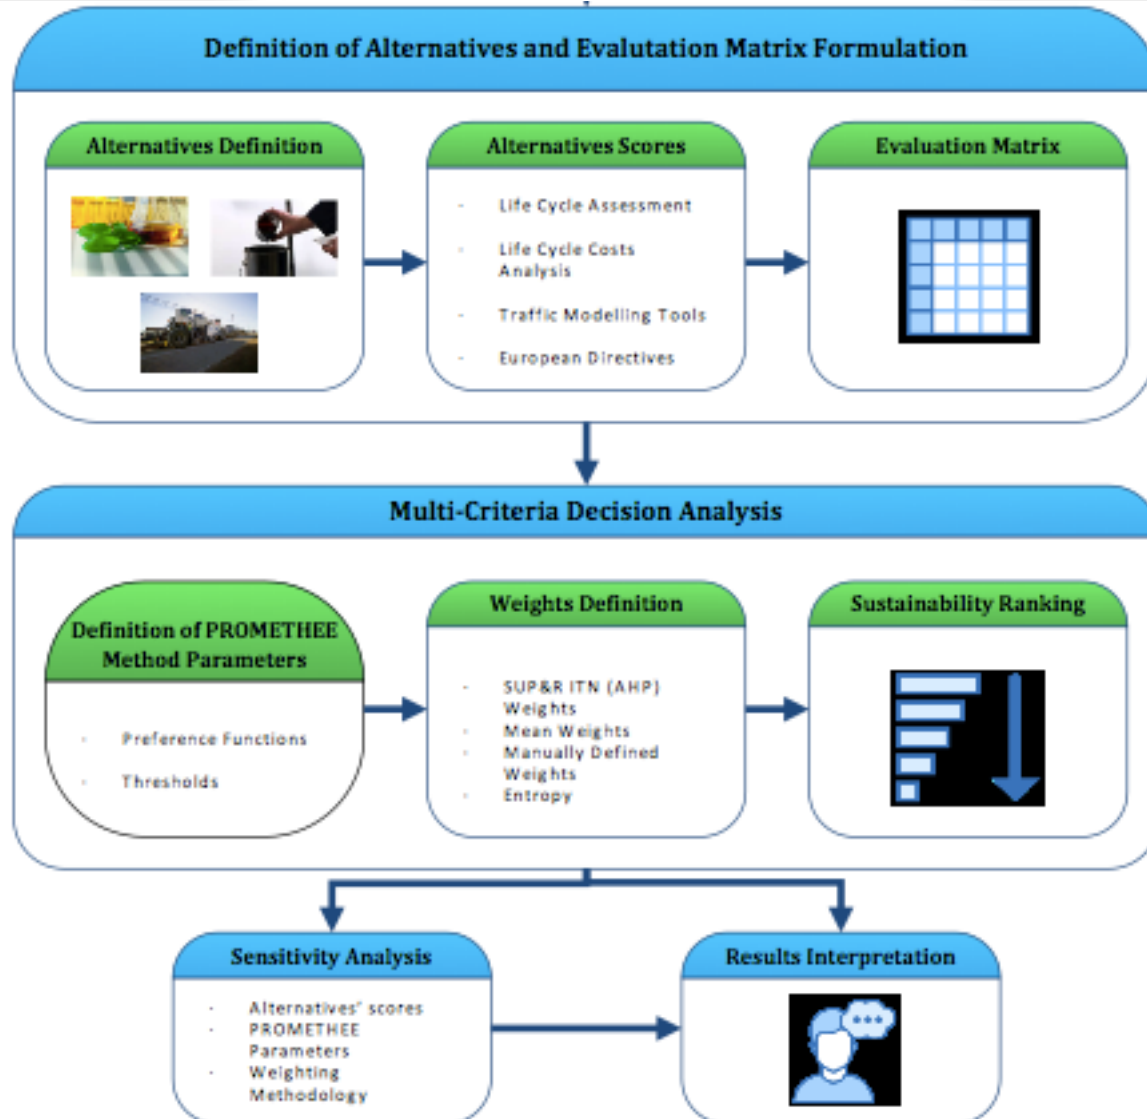 Definition of Alternatives and Evalutation Matrix Formulation
Alternatives Definition
Alternatives Scores
- Life Cycle Assessment
- Life Cycle Costs
Analysis
- Traffic Modelling Tools
- European Directives
Evaluation Matrix
Multi-Criteria Decision Analysis
Definition of PROMETHEE
Method Parameters
- Preference Functions
- Thresholds
Weights Definition
- SUP&R ITN (AHP)
Weights
- Mean Weights
- Manually Defined
Weights
- Entropy
Sustainability Ranking
Sensitivity Analysis
- Alternatives’ scores
- PROMETHEE
Parameters
- Weighting
Methodology
Results Interpretation